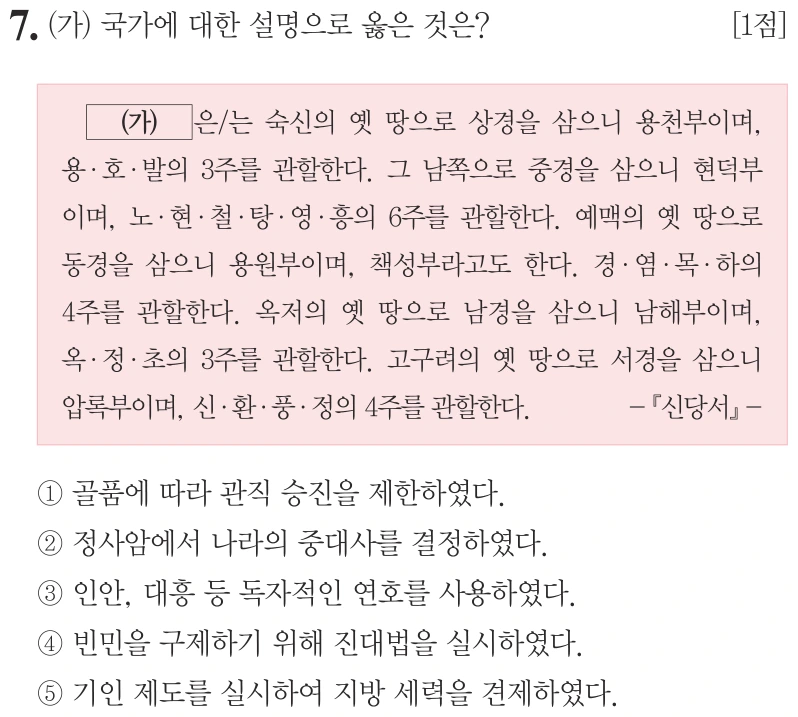 7. (가) 국가에 대한 설명으로 옳은 것은? [1점]
(가) 은/는 숙신의 옛 땅으로 상경을 삼으니 용천부이며,
용·호·발의 3주를 관할한다. 그 남쪽으로 중경을 삼으니 현덕부
이며, 노·현·철·탕·영·흥의 6주를 관할한다. 예맥의 옛 땅으로
동경을 삼으니 용원부이며, 책성부라고도 한다. 경·염·목·하의
4주를 관할한다. 옥저의 옛 땅으로 남경을 삼으니 남해부이며,
옥·정·초의 3주를 관할한다. 고구려의 옛 땅으로 서경을 삼으니
압록부이며, 신·환·풍·정의 4주를 관할한다. -『신당서』-
① 골품에 따라 관직 승진을 제한하였다.
② 정사암에서 나라의 중대사를 결정하였다.
③ 인안, 대흥 등 독자적인 연호를 사용하였다.
④ 빈민을 구제하기 위해 진대법을 실시하였다.
⑤ 기인 제도를 실시하여 지방 세력을 견제하였다.